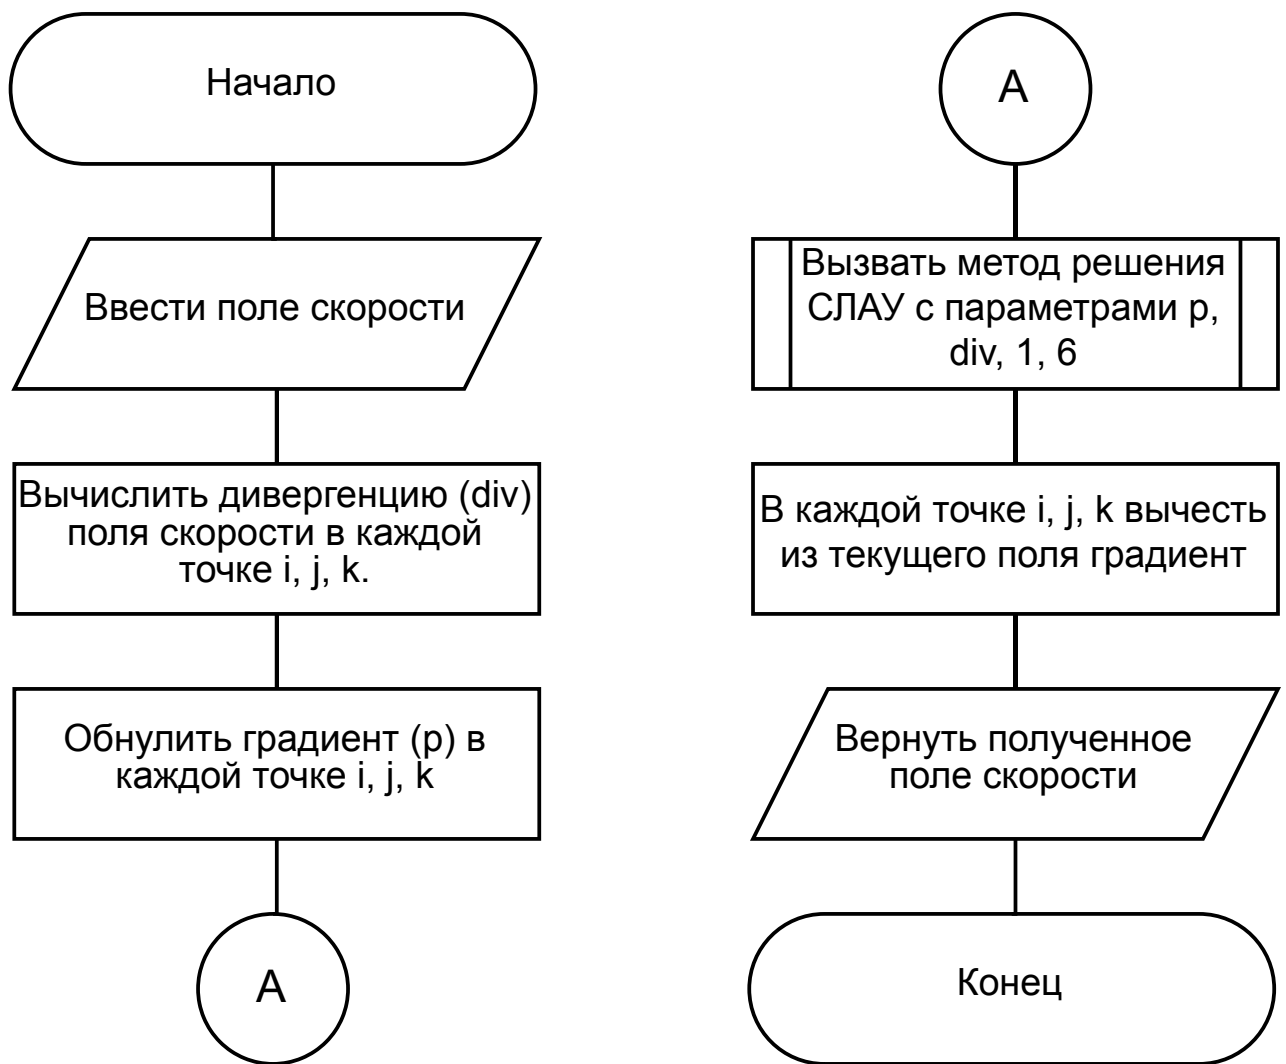 Начало
Ввести поле скорости
Вычислить дивергенцию (div)
поля скорости в каждой
точке i, j, k.
Обнулить градиент (p) в
каждой точке i, j, k
А
А
Вызвать метод решения
СЛАУ с параметрами p,
div, 1, 6
В каждой точке i, j, k вычесть
из текущего поля градиент
Вернуть полученное
поле скорости
Конец